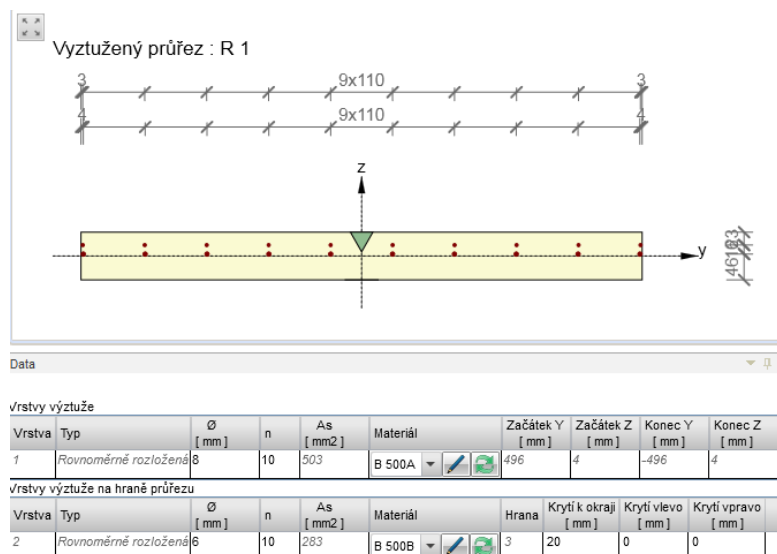 Vyztužený průřez : R 1
3 9x110 3
4 9x110 4
z
y
Data
Vrstvy výztuže
Vrstva Typ Ø [ mm ] n As [ mm2 ] Materiál Začátek Y [ mm ] Začátek Z [ mm ] Konec Y [ mm ] Konec Z [ mm ]
1 Rovnoměrně rozložená 8 10 503 B 500A 496 4 -496 4
Vrstvy výztuže na hraně průřezu
Vrstva Typ Ø [ mm ] n As [ mm2 ] Materiál Hrana Krytí k okraji [ mm ] Krytí vlevo [ mm ] Krytí vpravo [ mm ]
2 Rovnoměrně rozložená 6 10 283 B 500B 3 20 0 0